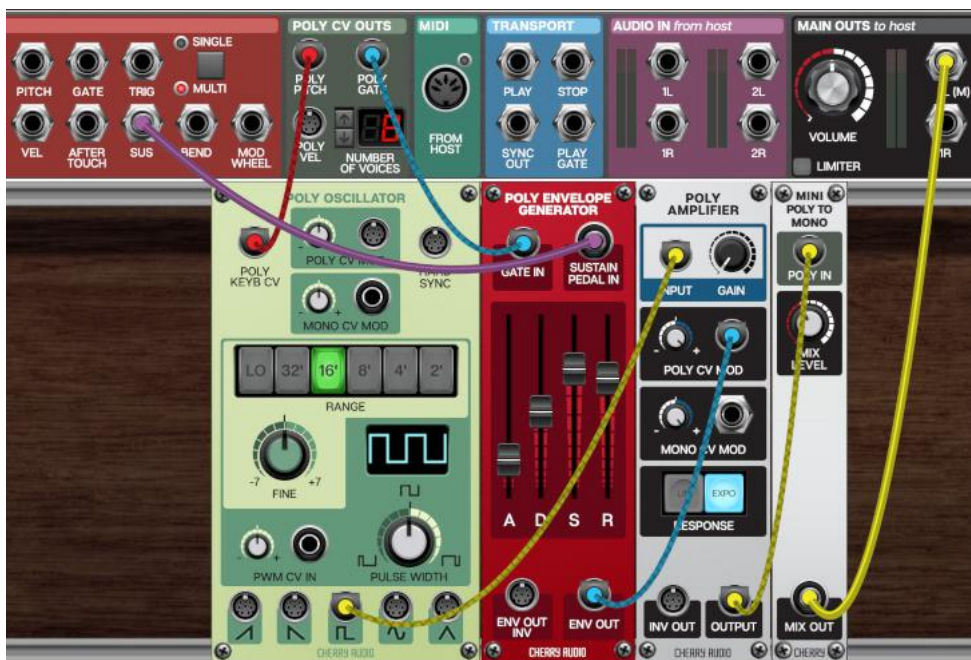 SINGLE
MULTI
PITCH GATE TRIG
VEL AFTER TOUCH SUS BEND MOD WHEEL
POLY CV OUTS
POLY PITCH POLY GATE
POLY VEL NUMBER OF VOICES
MIDI
FROM HOST
TRANSPORT
PLAY STOP
SYNC OUT PLAY GATE
AUDIO IN from host
1L 2L
1R 2R
MAIN OUTS to host
VOLUME
LIMITER
(M)
1R
POLY OSCILLATOR
POLY KEYB CV
POLY CV MOD
SYNC
MONO CV MOD
LO 32' 16' 8' 4' 2'
RANGE
-7 +7
FINE
PWM CV IN
PULSE WIDTH
CHERRY AUDIO
POLY ENVELOPE GENERATOR
GATE IN
SUSTAIN PEDAL IN
A D S R
ENV OUT INV
ENV OUT
CHERRY AUDIO
POLY AMPLIFIER
INPUT GAIN
- +
POLY CV MOD
- +
MONO CV MOD
EXPO
RESPONSE
INV OUT OUTPUT
CHERRY AUDIO
MINI
POLY TO MONO
POLY IN
MIX LEVEL
MIX OUT
CHERRY